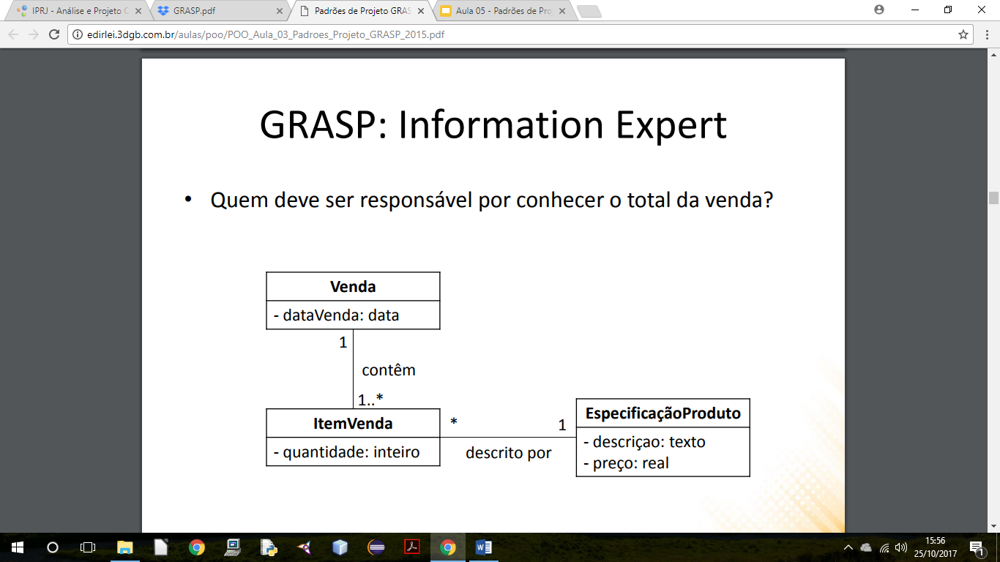 IPRJ - Análise e Projeto C
GRASP.pdf
Padrões de Projeto GRAS
Aula 05 - Padrões de Pro
edirlei.3dgb.com.br/aulas/poo/POO_Aula_03_Padroes_Projeto_GRASP_2015.pdf
GRASP: Information Expert
• Quem deve ser responsável por conhecer o total da venda?
Venda
- dataVenda: data
1
contêm
1..*
ItemVenda
- quantidade: inteiro
*
1
descrito por
EspecificaçãoProduto
- descriçao: texto
- preço: real
15:56
25/10/2017
1